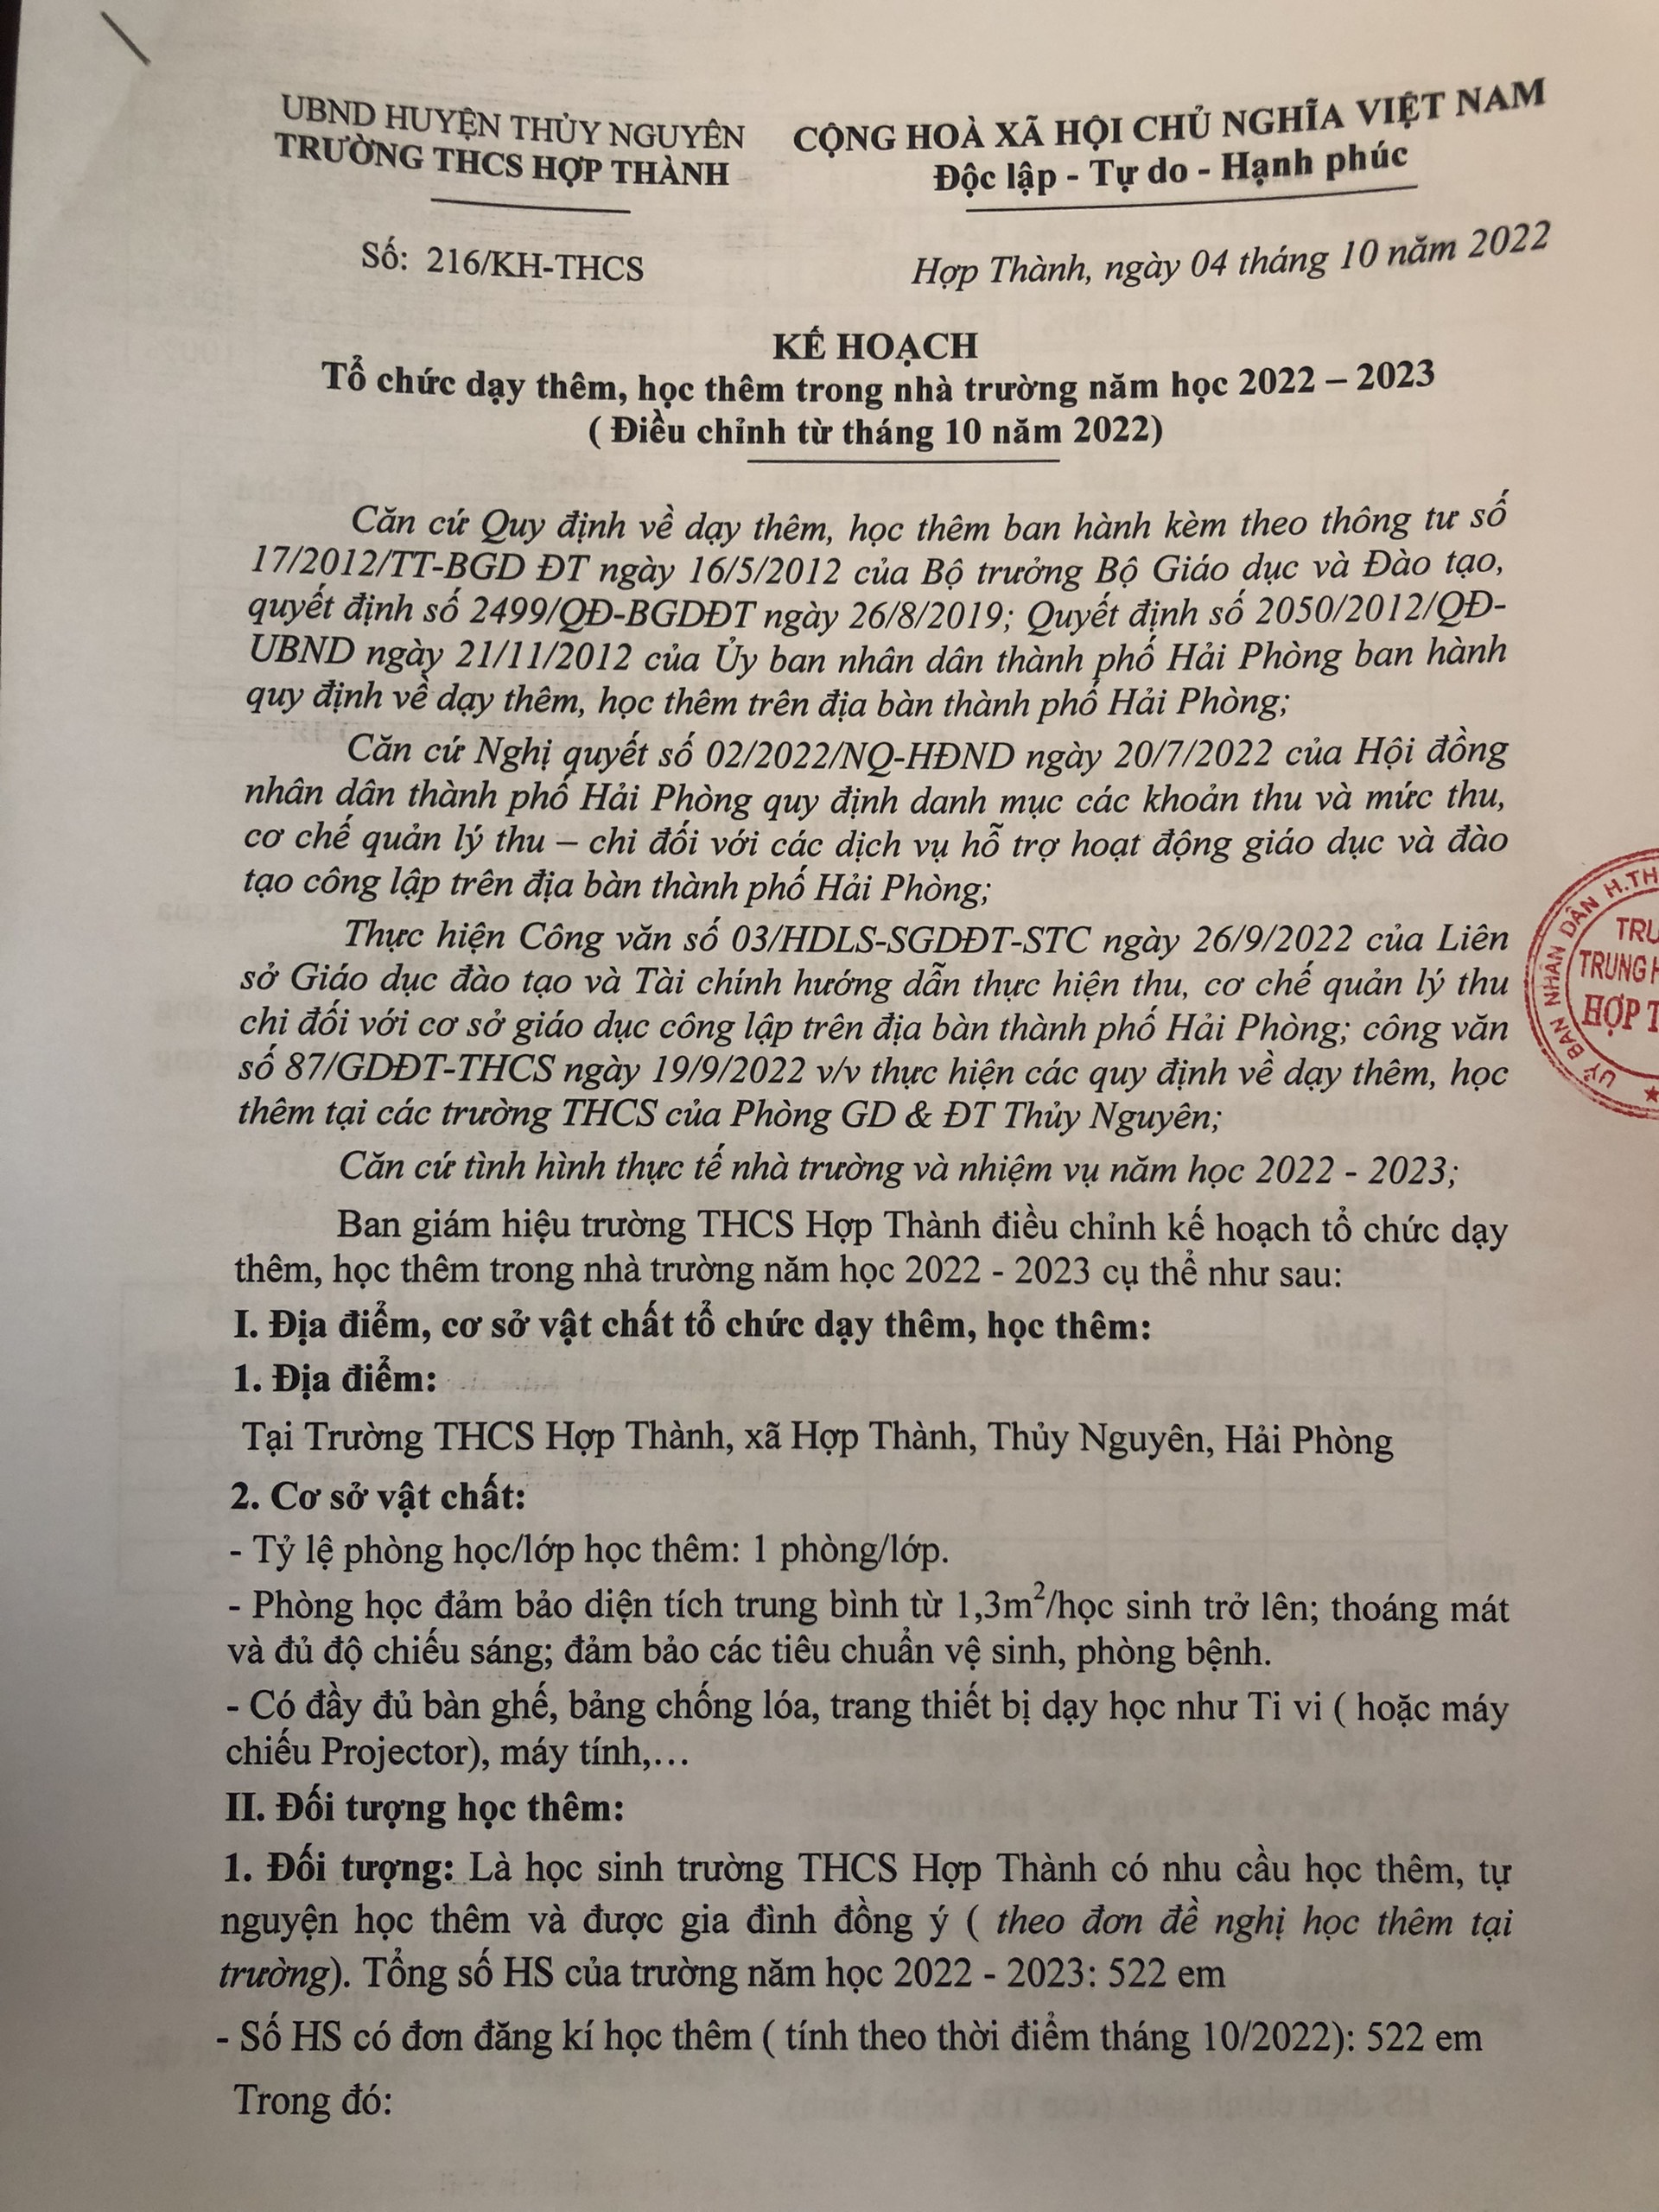 UBND HUYỆN THỦY NGUYÊN
TRƯỜNG THCS HỢP THÀNH
CỘNG HOÀ XÃ HỘI CHỦ NGHĨA VIỆT NAM
Độc lập - Tự do - Hạnh phúc
Số: 216/KH-THCS
Hợp Thành, ngày 04 tháng 10 năm 2022
KẾ HOẠCH
Tổ chức dạy thêm, học thêm trong nhà trường năm học 2022 – 2023
( Điều chỉnh từ tháng 10 năm 2022)
Căn cứ Quy định về dạy thêm, học thêm ban hành kèm theo thông tư số
17/2012/TT-BGD ĐT ngày 16/5/2012 của Bộ trưởng Bộ Giáo dục và Đào tạo,
quyết định số 2499/QĐ-BGDĐT ngày 26/8/2019; Quyết định số 2050/2012/QĐ-
UBND ngày 21/11/2012 của Ủy ban nhân dân thành phố Hải Phòng ban hành
quy định về dạy thêm, học thêm trên địa bàn thành phố Hải Phòng;
Căn cứ Nghị quyết số 02/2022/NQ-HĐND ngày 20/7/2022 của Hội đồng
nhân dân thành phố Hải Phòng quy định danh mục các khoản thu và mức thu,
cơ chế quản lý thu – chi đối với các dịch vụ hỗ trợ hoạt động giáo dục và đào
tạo công lập trên địa bàn thành phố Hải Phòng;
Thực hiện Công văn số 03/HDLS-SGDĐT-STC ngày 26/9/2022 của Liên
sở Giáo dục đào tạo và Tài chính hướng dẫn thực hiện thu, cơ chế quản lý thu
chi đối với cơ sở giáo dục công lập trên địa bàn thành phố Hải Phòng; công văn
số 87/GDĐT-THCS ngày 19/9/2022 v/v thực hiện các quy định về dạy thêm, học
thêm tại các trường THCS của Phòng GD & ĐT Thủy Nguyên;
Căn cứ tình hình thực tế nhà trường và nhiệm vụ năm học 2022 - 2023;
Ban giám hiệu trường THCS Hợp Thành điều chỉnh kế hoạch tổ chức dạy
thêm, học thêm trong nhà trường năm học 2022 - 2023 cụ thể như sau:
I. Địa điểm, cơ sở vật chất tổ chức dạy thêm, học thêm:
1. Địa điểm:
Tại Trường THCS Hợp Thành, xã Hợp Thành, Thủy Nguyên, Hải Phòng
2. Cơ sở vật chất:
- Tỷ lệ phòng học/lớp học thêm: 1 phòng/lớp.
- Phòng học đảm bảo diện tích trung bình từ 1,3m²/học sinh trở lên; thoáng mát
và đủ độ chiếu sáng; đảm bảo các tiêu chuẩn vệ sinh, phòng bệnh.
- Có đầy đủ bàn ghế, bảng chống lóa, trang thiết bị dạy học như Ti vi ( hoặc máy
chiếu Projector), máy tính,…
II. Đối tượng học thêm:
1. Đối tượng: Là học sinh trường THCS Hợp Thành có nhu cầu học thêm, tự
nguyện học thêm và được gia đình đồng ý ( theo đơn đề nghị học thêm tại
trường). Tổng số HS của trường năm học 2022 - 2023: 522 em
- Số HS có đơn đăng kí học thêm ( tính theo thời điểm tháng 10/2022): 522 em
Trong đó:
UỶ BAN NHÂN DÂN H.TH
TRƯ
TRUNG H
HỢP T